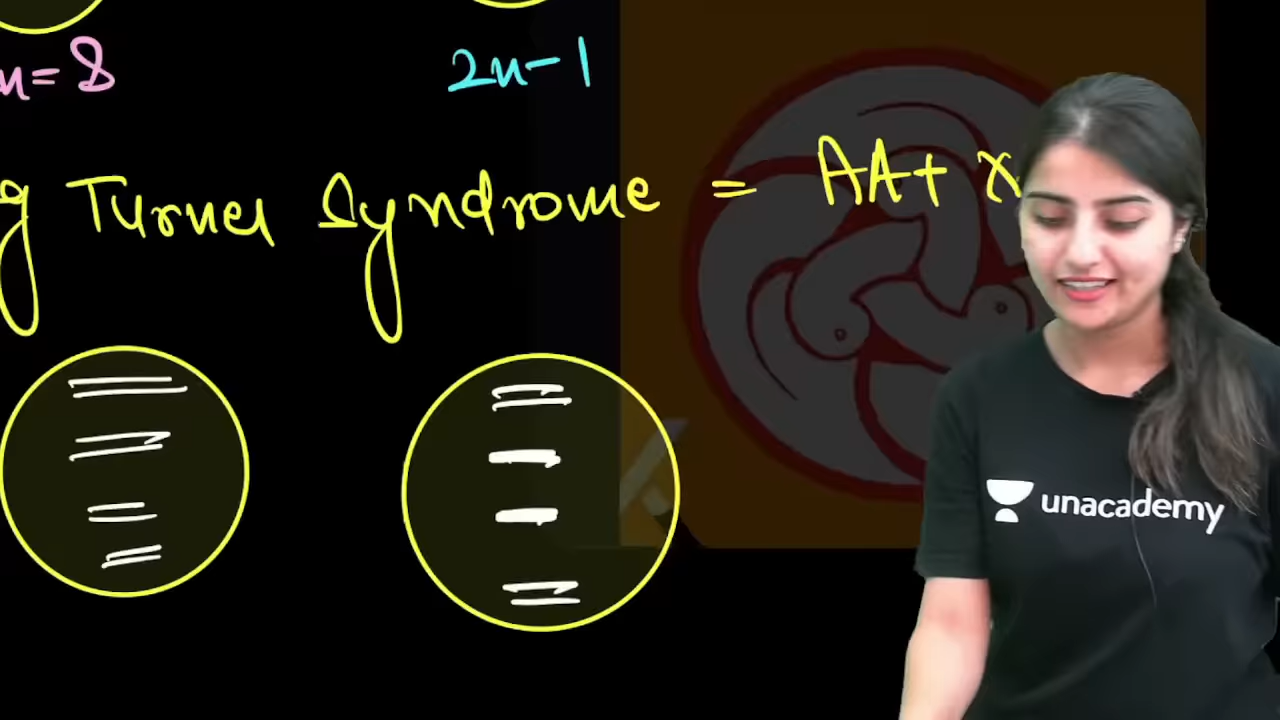 n=8
2n-1
g Turner Syndrome = AA+ X
unacademy